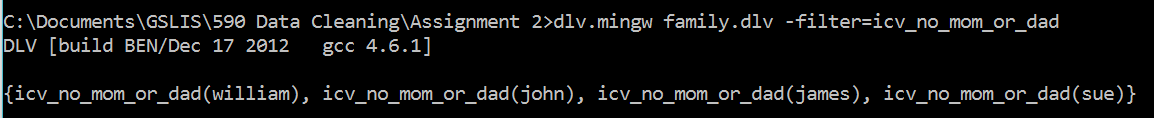 C:\Documents\GSLIS\590 Data Cleaning\Assignment 2>dlv.mingw family.dlv -filter=icv_no_mom_or_dad
DLV [build BEN/Dec 17 2012   gcc 4.6.1]
{icv_no_mom_or_dad(william), icv_no_mom_or_dad(john), icv_no_mom_or_dad(james), icv_no_mom_or_dad(sue)}